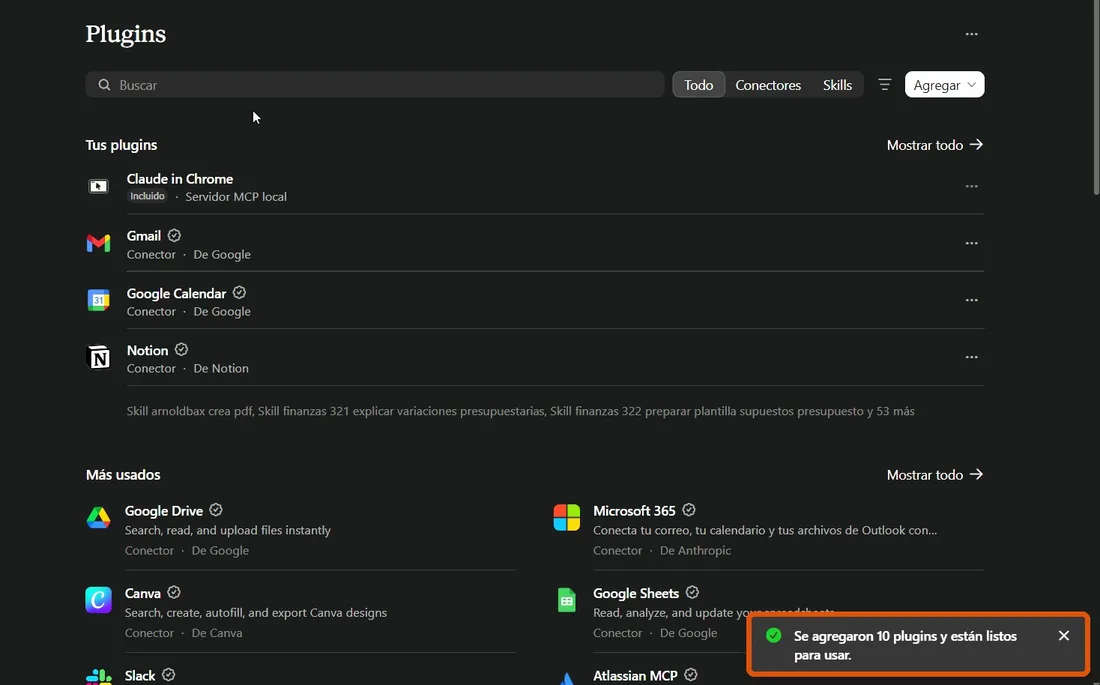 Plugins
Buscar
Todo
Conectores
Skills
Agregar
Tus plugins
Mostrar todo
Claude in Chrome
Incluido · Servidor MCP local
Gmail
Conector · De Google
31
Google Calendar
Conector · De Google
Notion
Conector · De Notion
Skill arnoldbax crea pdf, Skill finanzas 321 explicar variaciones presupuestarias, Skill finanzas 322 preparar plantilla supuestos presupuesto y 53 más
Más usados
Mostrar todo
Google Drive
Search, read, and upload files instantly
Conector · De Google
Microsoft 365
Conecta tu correo, tu calendario y tus archivos de Outlook con...
Conector · De Anthropic
Canva
Search, create, autofill, and export Canva designs
Conector · De Canva
Google Sheets
Read, analyze, and update your spreadsheets
Conector · De Google
Slack
Atlassian MCP
Se agregaron 10 plugins y están listos
para usar.